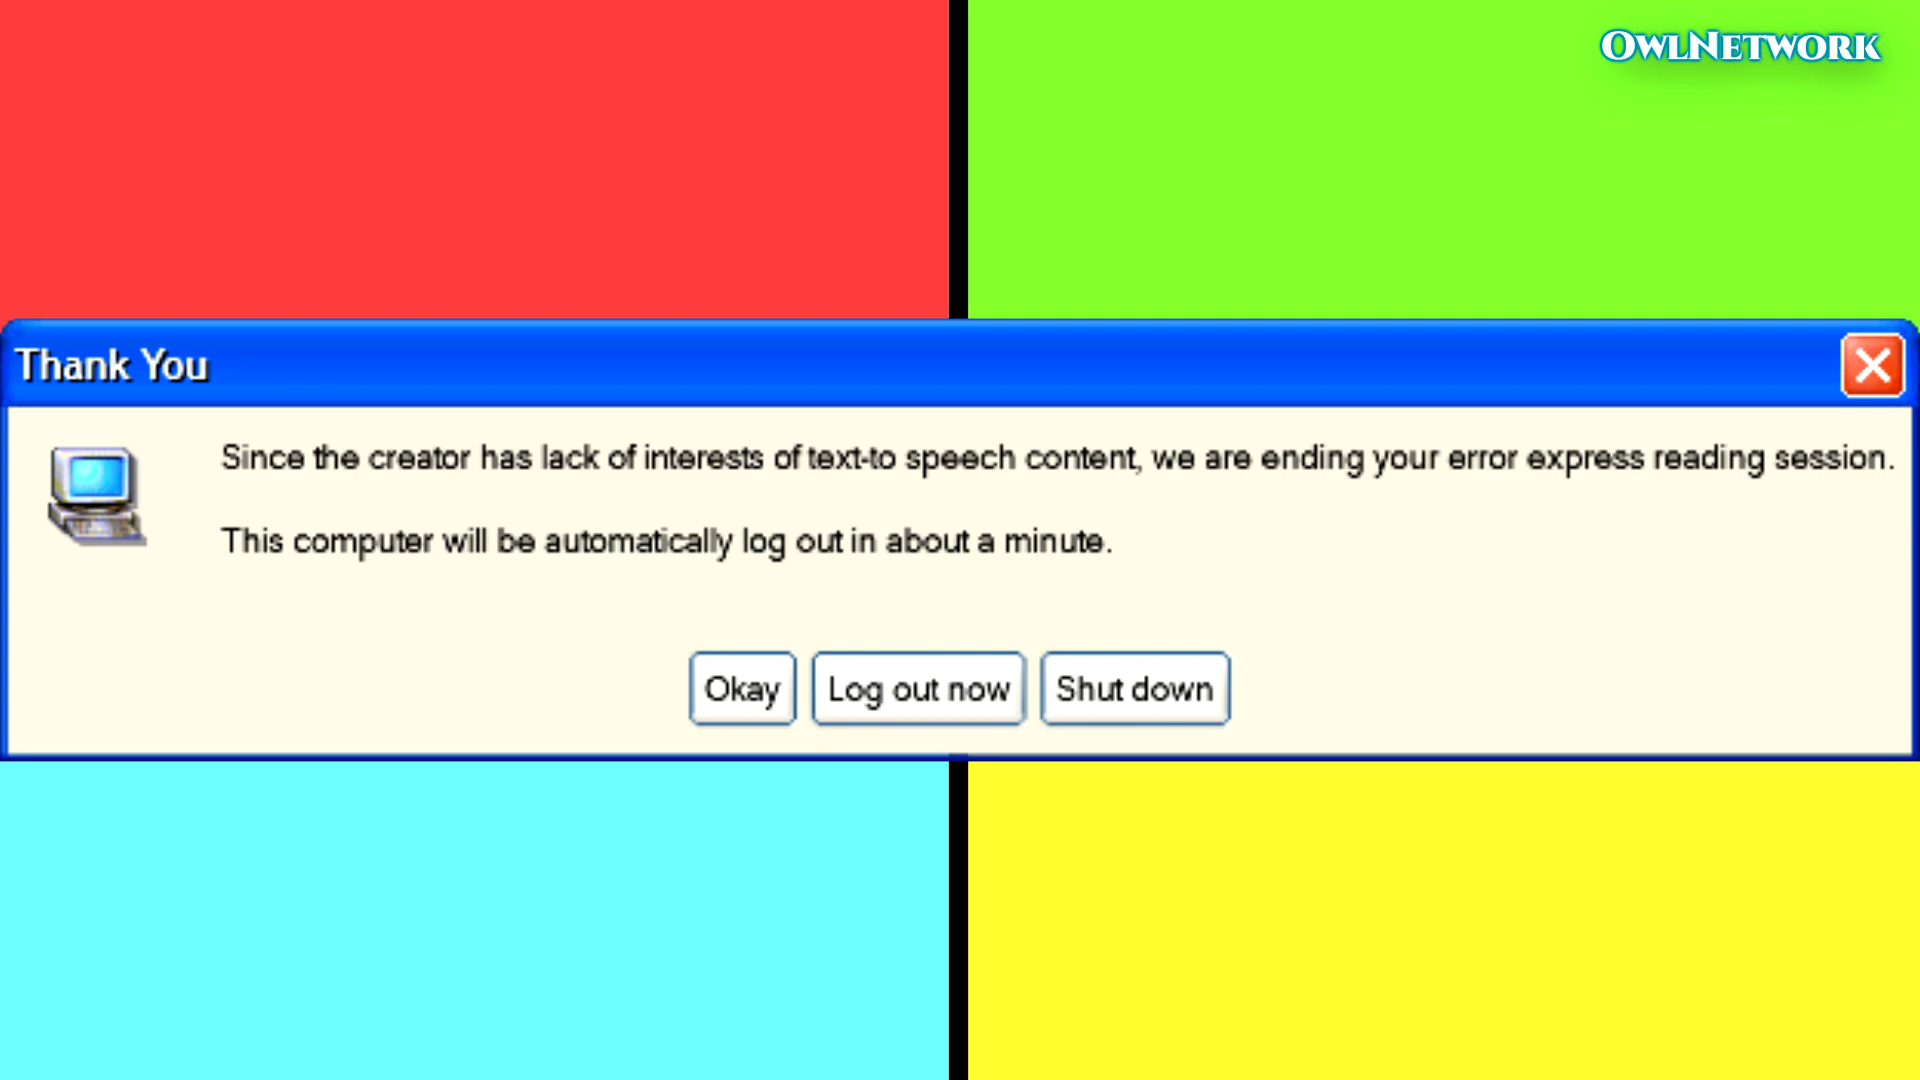 OwlNetwork
Thank You
Since the creator has lack of interests of text-to speech content, we are ending your error express reading session.
This computer will be automatically log out in about a minute.
Okay
Log out now
Shut down